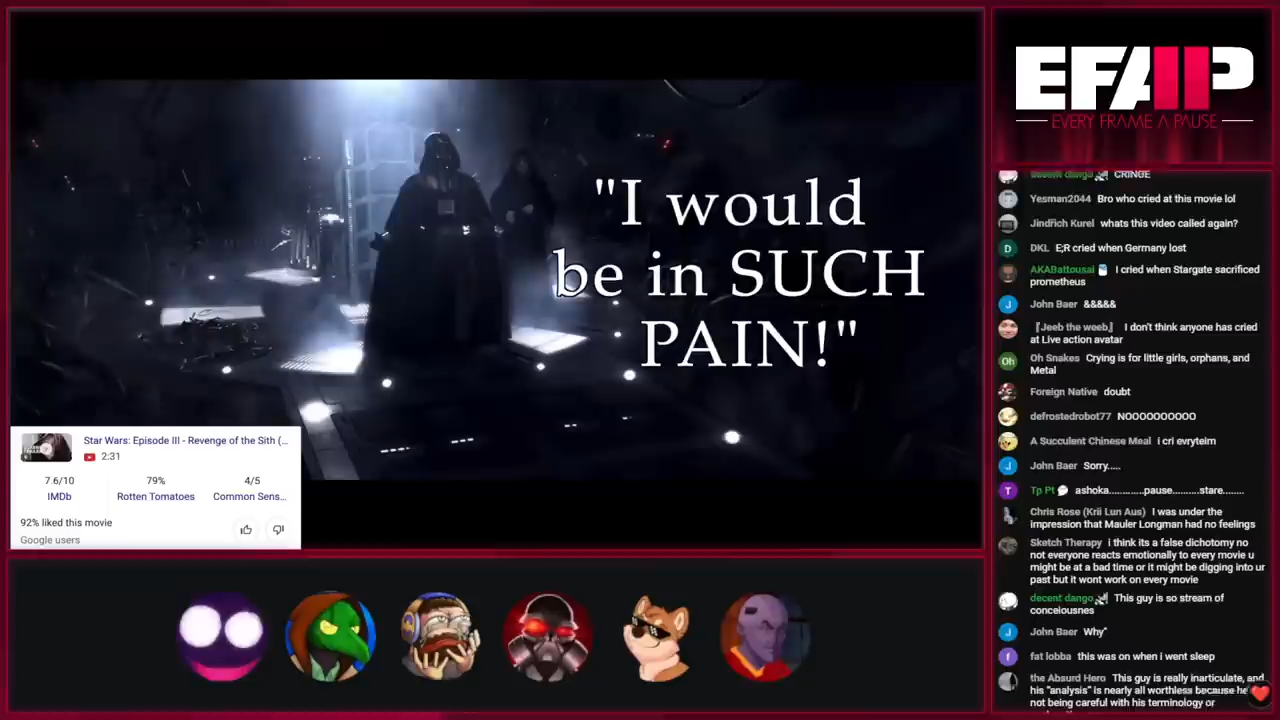 "I would
be in SUCH
PAIN!"
Star Wars: Episode III - Revenge of the Sith (...
2:31
7.6/10
IMDb
79%
Rotten Tomatoes
4/5
Common Sens...
92% liked this movie
Google users
EFAP
EVERY FRAME A PAUSE
decent dango CRINGE
Yesman2044 Bro who cried at this movie lol
Jindřich Kurel whats this video called again?
DKL E;R cried when Germany lost
AKABattousai I cried when Stargate sacrificed
prometheus
John Baer &&&&&
『Jeeb the weeb』 I don't think anyone has cried
at Live action avatar
Oh Snakes Crying is for little girls, orphans, and
Metal
Foreign Native doubt
defrostedrobot77 NOOOOOOOOO
A Succulent Chinese Meal i cri evryteim
John Baer Sorry.....
Tp Pt ashoka............pause..........stare........
Chris Rose (Krii Lun Aus) I was under the
impression that Mauler Longman had no feelings
Sketch Therapy i think its a false dichotomy no
not everyone reacts emotionally to every movie u
might be at a bad time or it might be digging into ur
past but it wont work on every movie
decent dango This guy is so stream of
conceiousnes
John Baer Why"
fat lobba this was on when i went sleep
the Absurd Hero This guy is really inarticulate, and
his "analysis" is nearly all worthless because he
not being careful with his terminology or